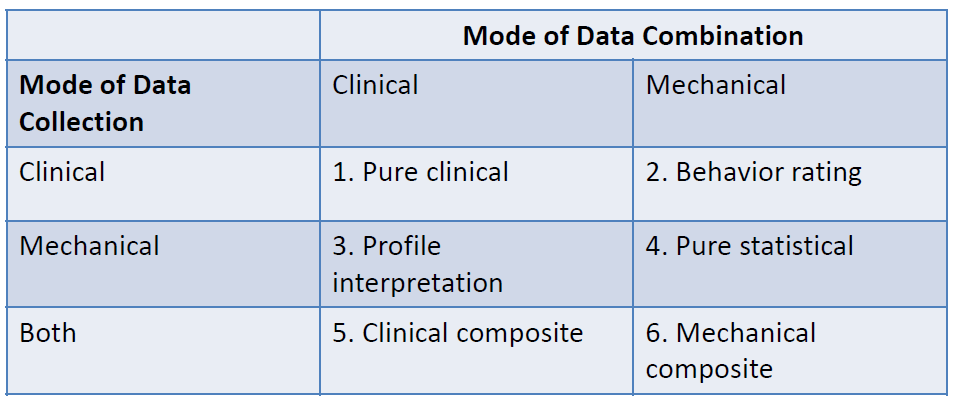 Mode of Data Combination
Mode of Data
Collection
Clinical
Mechanical
Clinical
1. Pure clinical
2. Behavior rating
Mechanical
3. Profile
interpretation
4. Pure statistical
Both
5. Clinical composite
6. Mechanical
composite